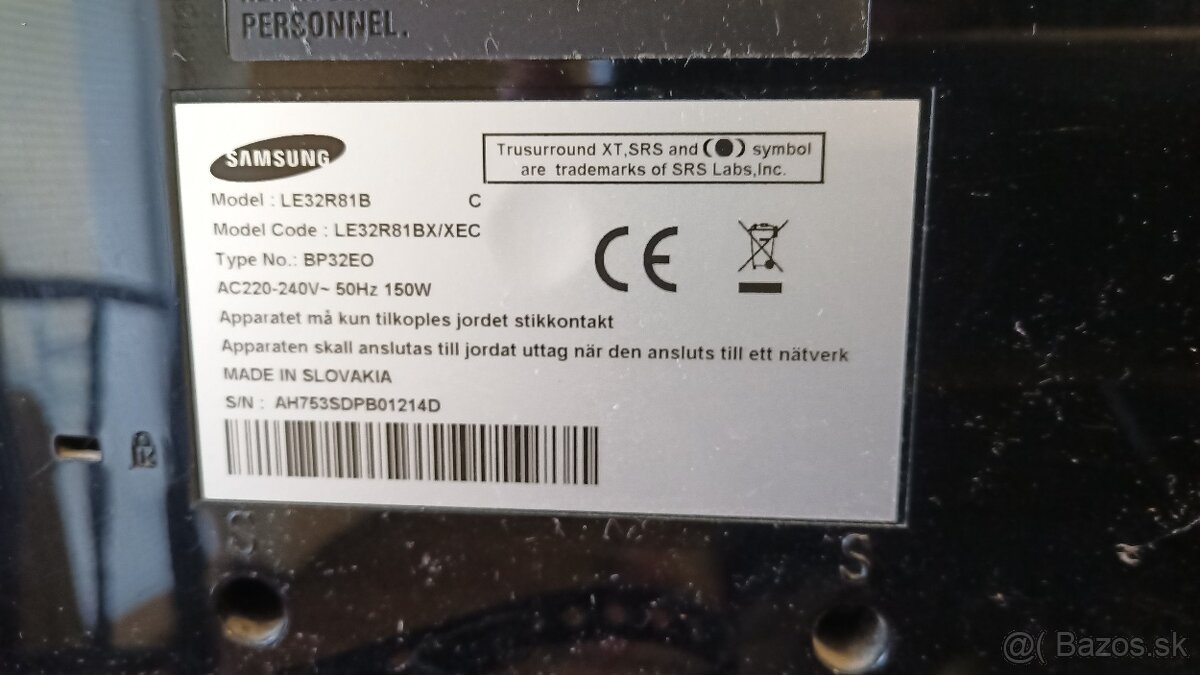 PERSONNEL.
SAMSUNG
Trusurround XT,SRS and (●) symbol
are trademarks of SRS Labs,Inc.
Model : LE32R81B C
Model Code : LE32R81BX/XEC
Type No.: BP32EO
AC220-240V~ 50Hz 150W
CE
Apparatet må kun tilkoples jordet stikkontakt
Apparaten skall anslutas till jordat uttag när den ansluts till ett nätverk
MADE IN SLOVAKIA
S/N : AH753SDPB01214D
S
@( Bazos.sk